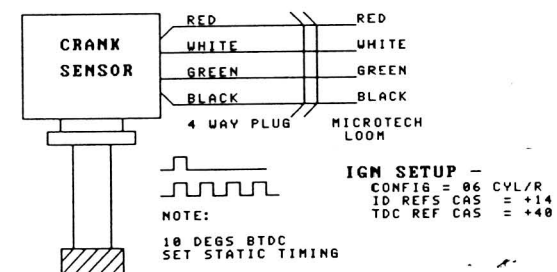 RED RED
CRANK SENSOR
WHITE WHITE
GREEN GREEN
BLACK BLACK
4 WAY PLUG
MICROTECH LOOM
IGN SETUP -
CONFIG = 06 CYL/R
ID REFS CAS = +14
TDC REF CAS = +40
NOTE:
10 DEGS BTDC
SET STATIC TIMING